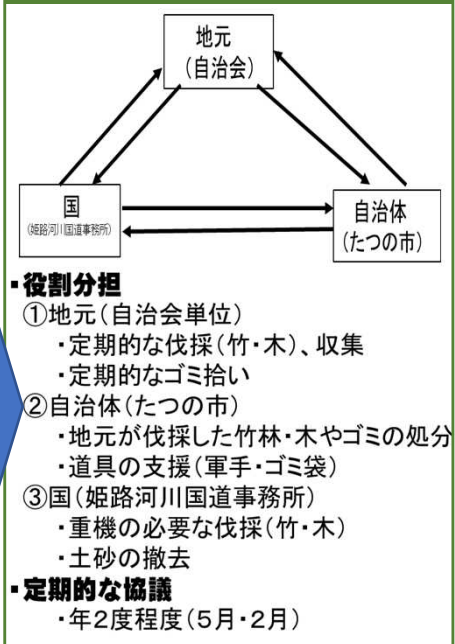 地元
(自治会)
国
(姫路河川国道事務所)
自治体
(たつの市)
▪役割分担
①地元(自治会単位)
・定期的な伐採(竹・木)、収集
・定期的なゴミ拾い
②自治体(たつの市)
・地元が伐採した竹林・木やゴミの処分
・道具の支援(軍手・ゴミ袋)
③国(姫路河川国道事務所)
・重機の必要な伐採(竹・木)
・土砂の撤去
▪定期的な協議
・年2度程度(5月・2月)